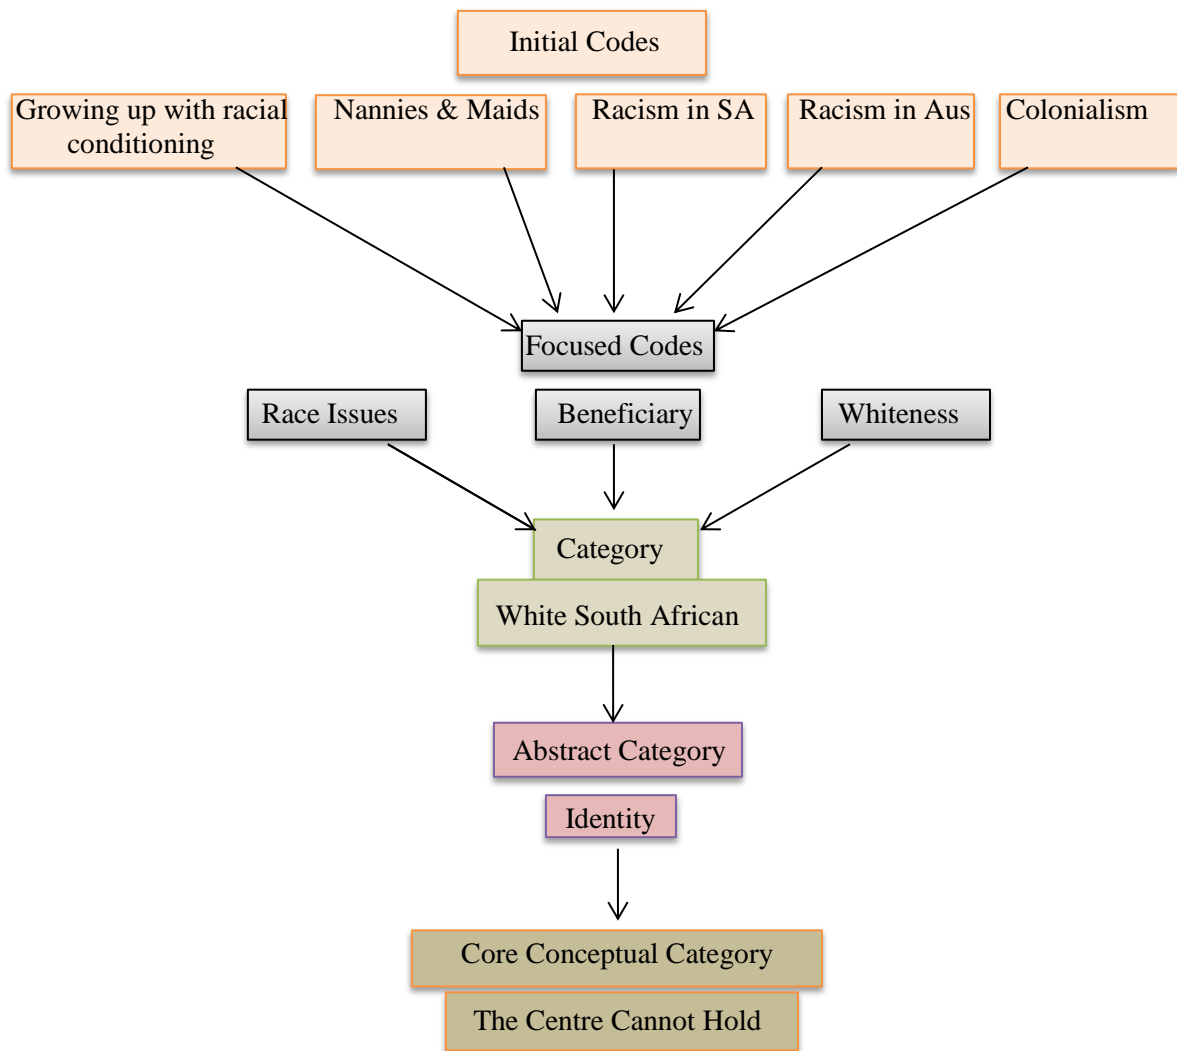 Initial Codes
Growing up with racial
conditioning
Nannies & Maids
Racism in SA
Racism in Aus
Colonialism
Focused Codes
Race Issues
Beneficiary
Whiteness
Category
White South African
Abstract Category
Identity
Core Conceptual Category
The Centre Cannot Hold